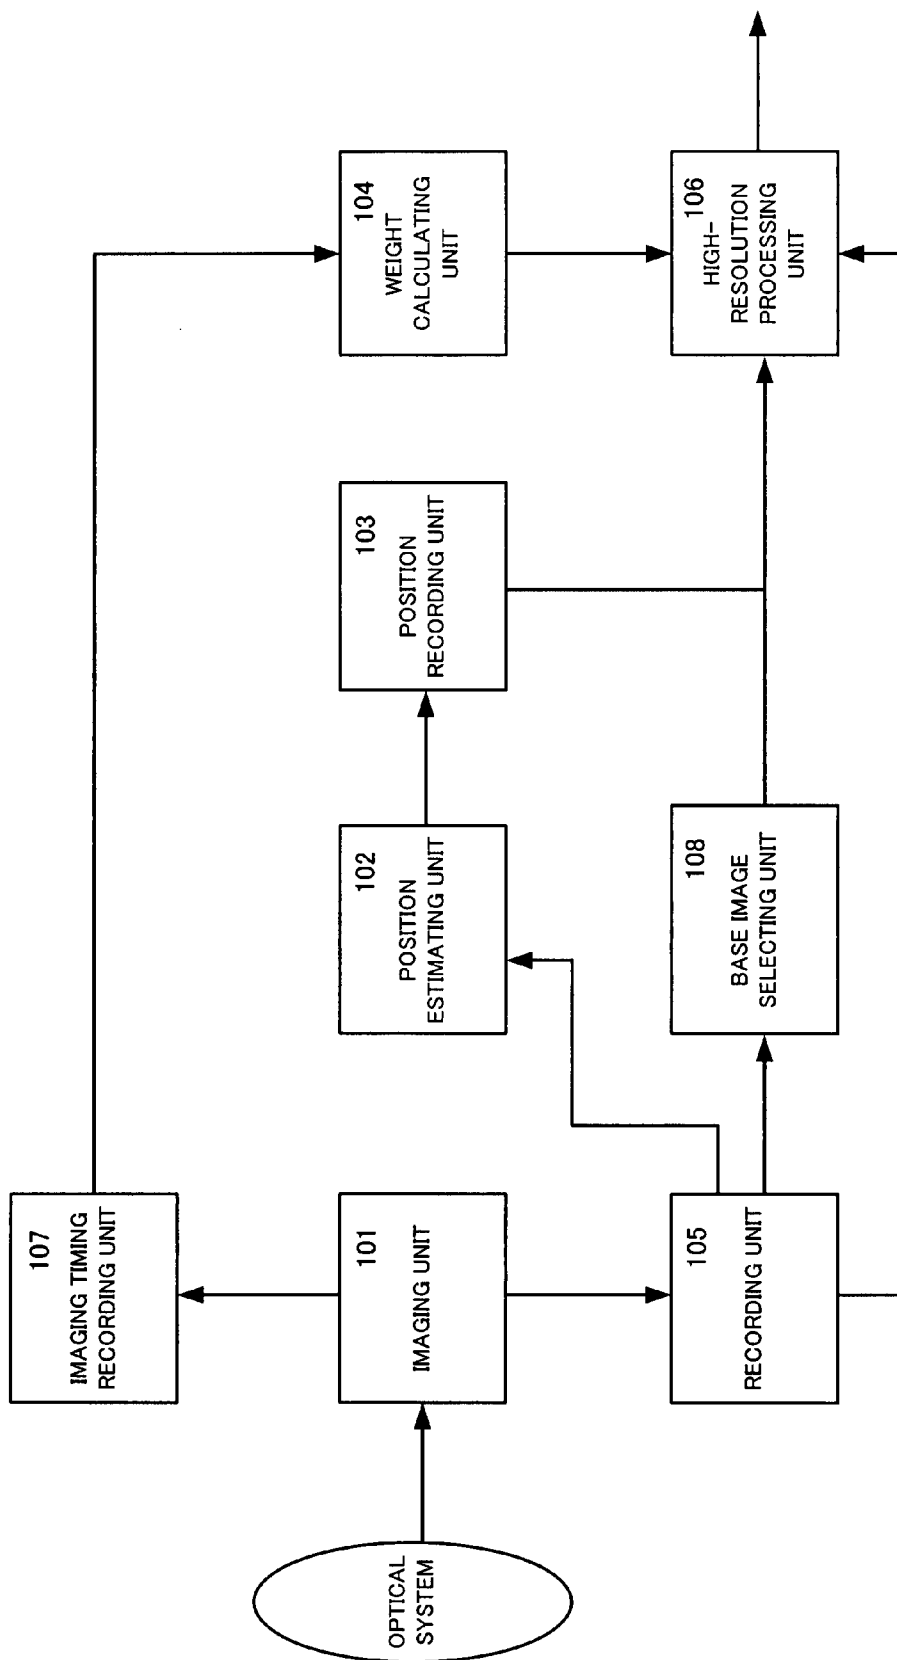 OPTICAL
SYSTEM
107
IMAGING TIMING
RECORDING UNIT
101
IMAGING UNIT
105
RECORDING UNIT
102
POSITION
ESTIMATING UNIT
108
BASE IMAGE
SELECTING UNIT
103
POSITION
RECORDING UNIT
104
WEIGHT
CALCULATING
UNIT
106
HIGH-
RESOLUTION
PROCESSING
UNIT